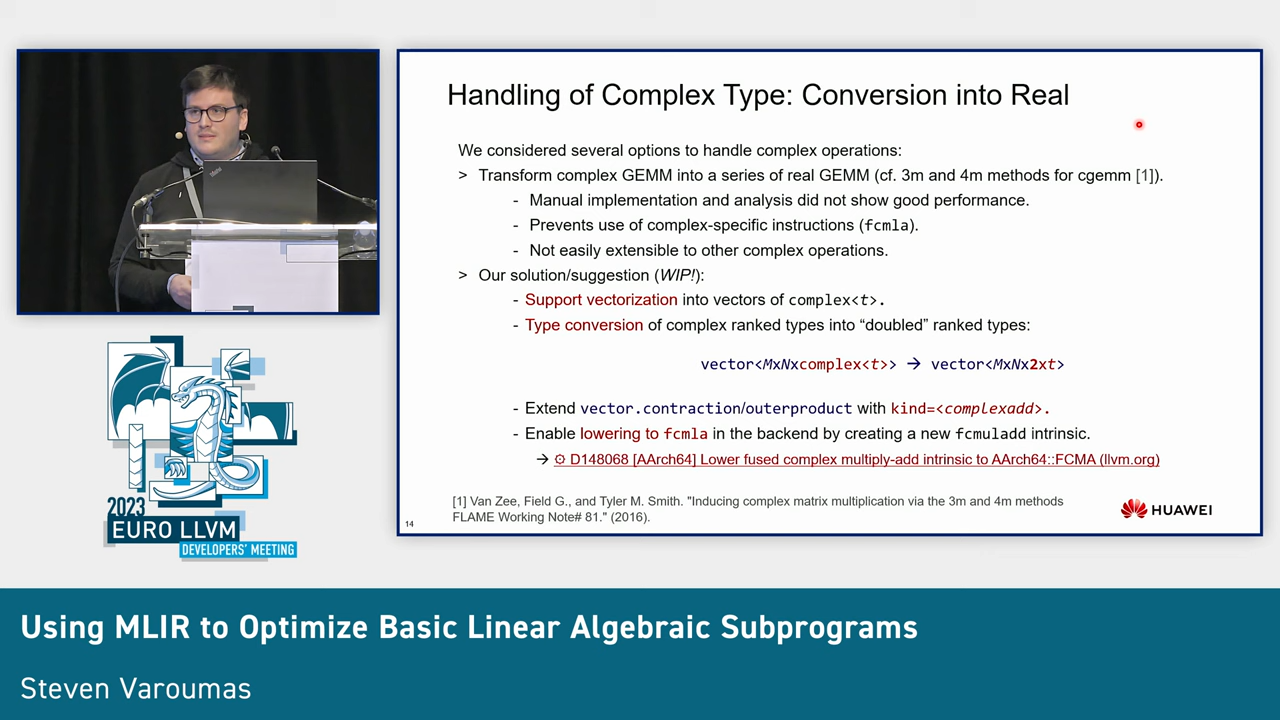 Handling of Complex Type: Conversion into Real
We considered several options to handle complex operations:
> Transform complex GEMM into a series of real GEMM (cf. 3m and 4m methods for cgemm [1]).
- Manual implementation and analysis did not show good performance.
- Prevents use of complex-specific instructions (fcmla).
- Not easily extensible to other complex operations.
> Our solution/suggestion (WIP!):
- Support vectorization into vectors of complex<t>.
- Type conversion of complex ranked types into “doubled” ranked types:
vector<MxNxcomplex<t>> → vector<MxNx2xt>
- Extend vector.contraction/outerproduct with kind=<complexadd>.
- Enable lowering to fcmla in the backend by creating a new fcmuladd intrinsic.
→ ⚙ D148068 [AArch64] Lower fused complex multiply-add intrinsic to AArch64::FCMA (llvm.org)
[1] Van Zee, Field G., and Tyler M. Smith. "Inducing complex matrix multiplication via the 3m and 4m methods
FLAME Working Note# 81." (2016).
14
HUAWEI
2023
EURO LLVM
DEVELOPERS' MEETING
Using MLIR to Optimize Basic Linear Algebraic Subprograms
Steven Varoumas